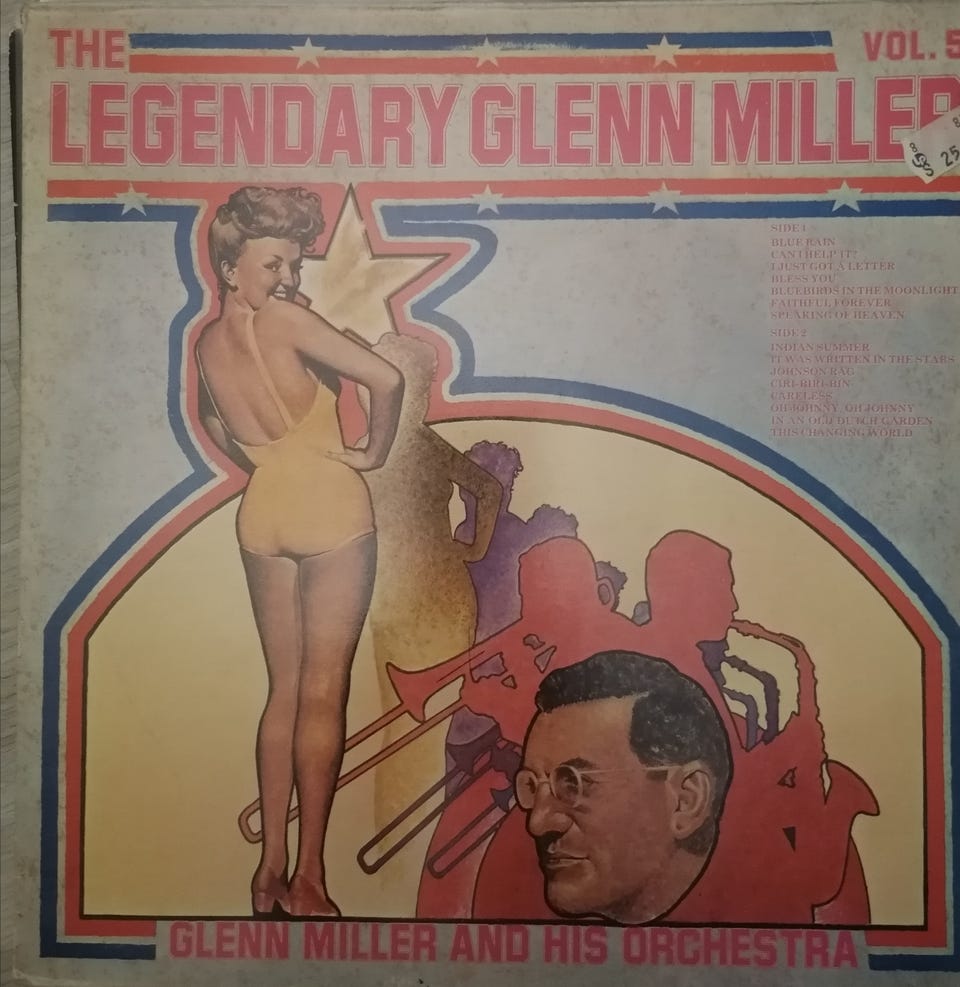 THE
VOL. 5
LEGENDARY GLENN MILLER
25
SIDE 1
BLUE RAIN
CAN I HELP IT?
I JUST GOT A LETTER
BLESS YOU
BLUEBIRDS IN THE MOONLIGHT
FAITHFUL FOREVER
SPEAKING OF HEAVEN
SIDE 2
INDIAN SUMMER
IT WAS WRITTEN IN THE STARS
JOHNSON RAG
CIRI-BIRI-BIN
CARELESS
OH JOHNNY, OH JOHNNY
IN AN OLD DUTCH GARDEN
THIS CHANGING WORLD
GLENN MILLER AND HIS ORCHESTRA